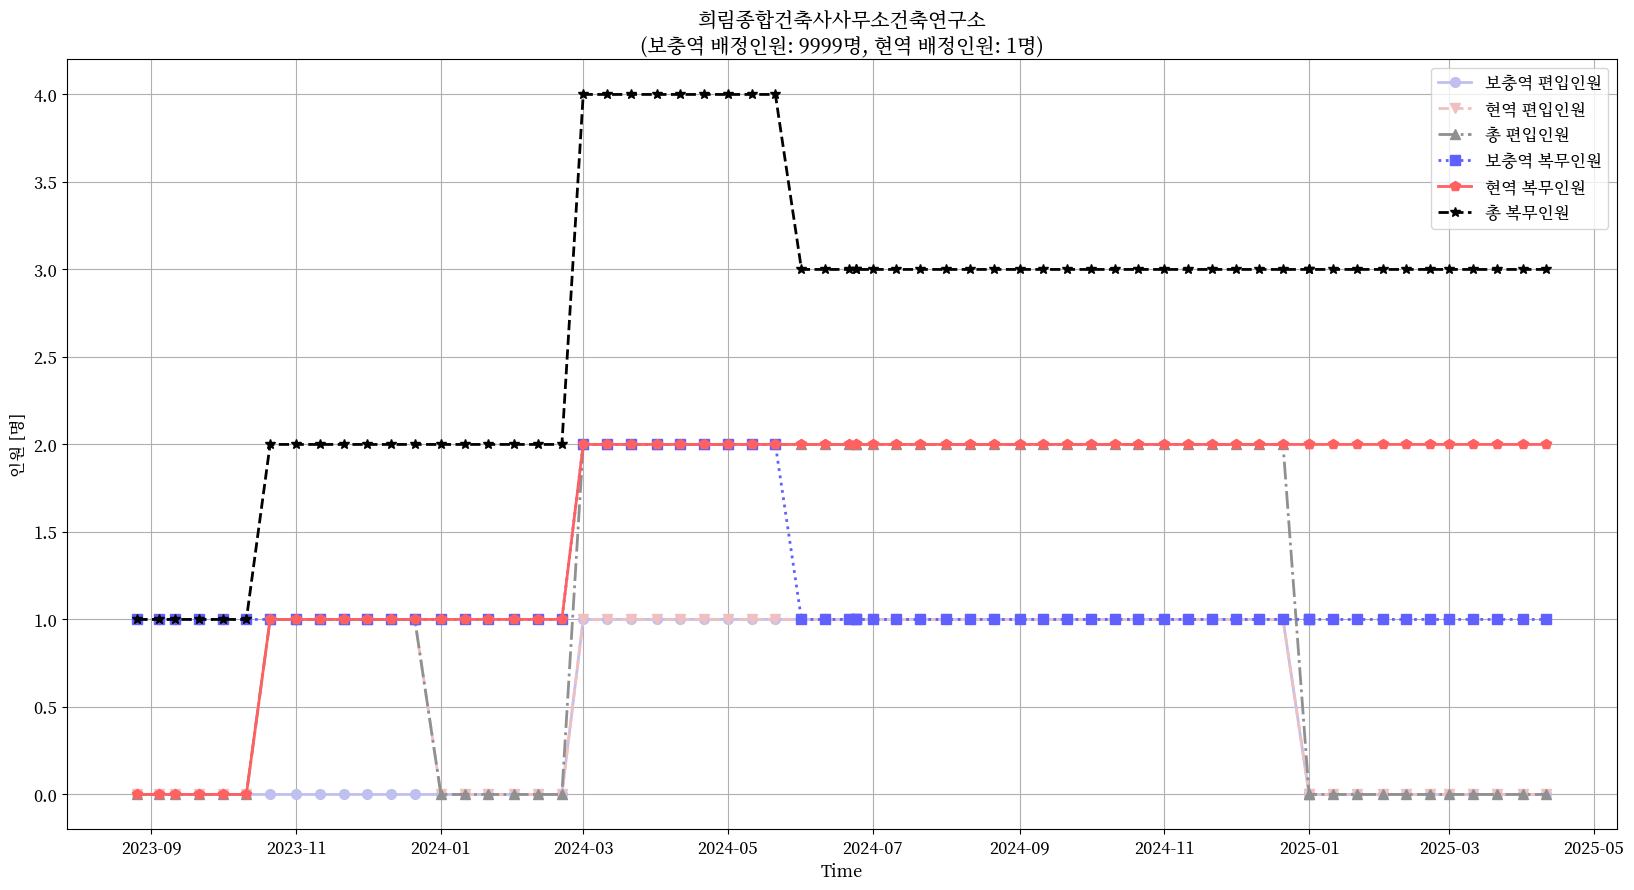 희림종합건축사사무소건축연구소
(보충역 배정인원: 9999명, 현역 배정인원: 1명)
보충역 편입인원
현역 편입인원
총 편입인원
보충역 복무인원
현역 복무인원
총 복무인원
인원 [명]
4.0
3.5
3.0
2.5
2.0
1.5
1.0
0.5
0.0
2023-09
2023-11
2024-01
2024-03
2024-05
2024-07
2024-09
2024-11
2025-01
2025-03
2025-05
Time